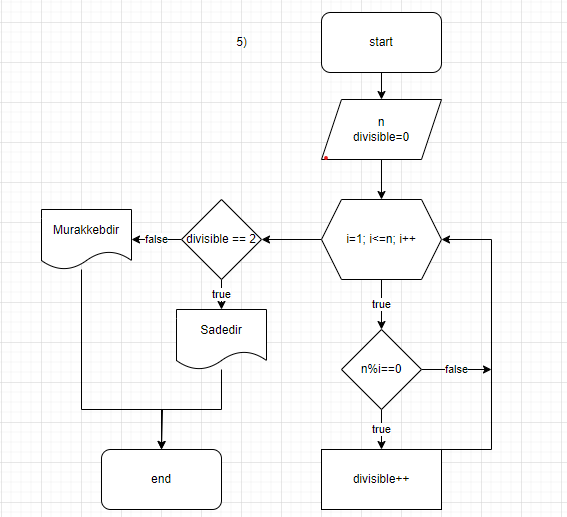 5)
start
n
divisible=0
i=1; i<=n; i++
divisible == 2
false
Murakkebdir
true
Sadedir
true
n%i==0
false
true
divisible++
end